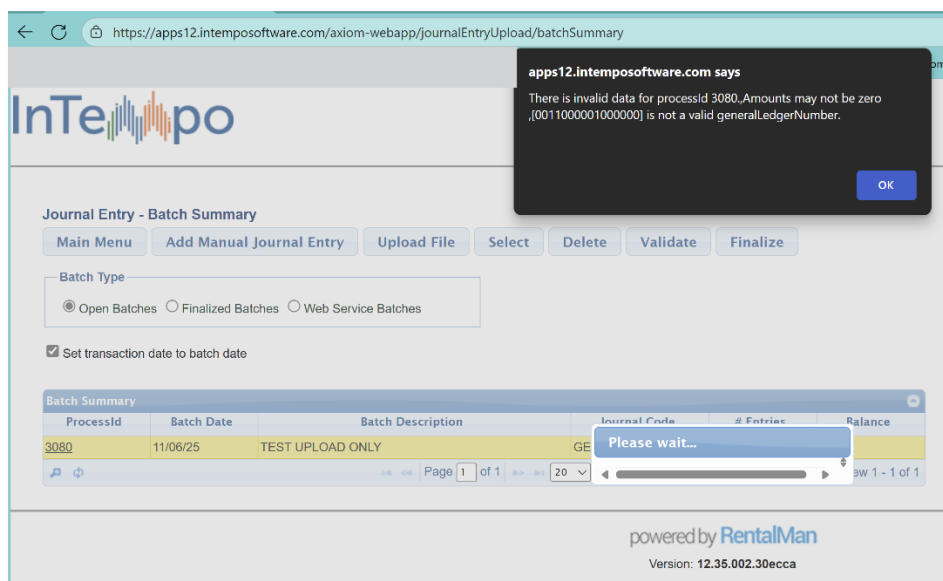 https://apps12.intemposoftware.com/axiom-webapp/journalEntryUpload/batchSummary
apps12.intemposoftware.com says
There is invalid data for processId 3080.,Amounts may not be zero
,[0011000001000000] is not a valid generalLedgerNumber.
OK
InTempo
Journal Entry - Batch Summary
Main Menu Add Manual Journal Entry Upload File Select Delete Validate Finalize
Batch Type
Open Batches Finalized Batches Web Service Batches
Set transaction date to batch date
Batch Summary
ProcessId Batch Date Batch Description Journal Code # Entries Balance
3080 11/06/25 TEST UPLOAD ONLY GE
Please wait...
Page 1 of 1 20 ew 1 - 1 of 1
powered by RentalMan
Version: 12.35.002.30ecca